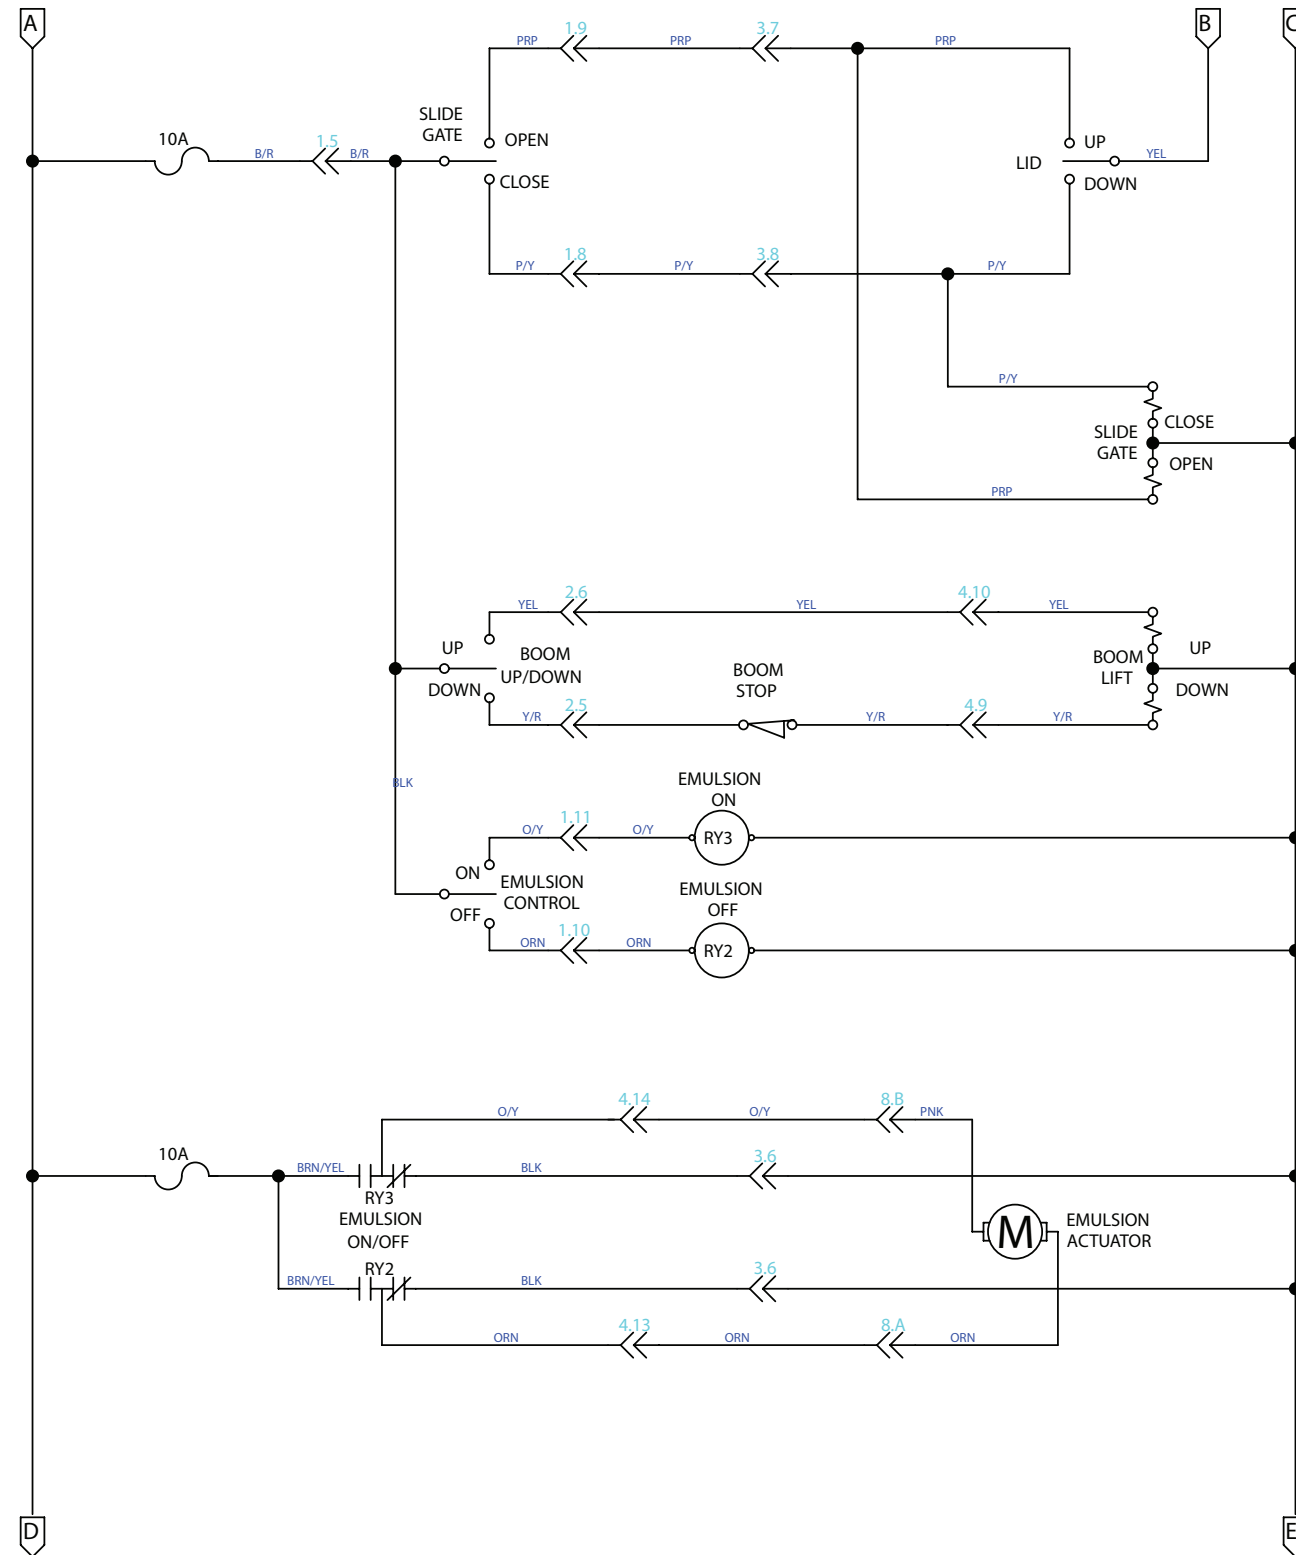 A
B
C
1.9
3.7
PRP
PRP
PRP
SLIDE
GATE
OPEN
CLOSE
10A
B/R
1.5
B/R
UP
LID
DOWN
YEL
1.8
3.8
P/Y
P/Y
P/Y
P/Y
CLOSE
SLIDE
GATE
OPEN
PRP
2.6
4.10
YEL
YEL
YEL
UP
BOOM
UP/DOWN
DOWN
BOOM
STOP
BOOM
LIFT
UP
DOWN
2.5
4.9
Y/R
Y/R
Y/R
BLK
EMULSION
ON
1.11
O/Y
O/Y
RY3
ON
EMULSION
CONTROL
OFF
EMULSION
OFF
1.10
ORN
ORN
RY2
4.14
8.B
O/Y
O/Y
PNK
10A
BRN/YEL
BLK
3.6
RY3
EMULSION
ON/OFF
RY2
M
EMULSION
ACTUATOR
BRN/YEL
BLK
3.6
4.13
8.A
ORN
ORN
ORN
D
E